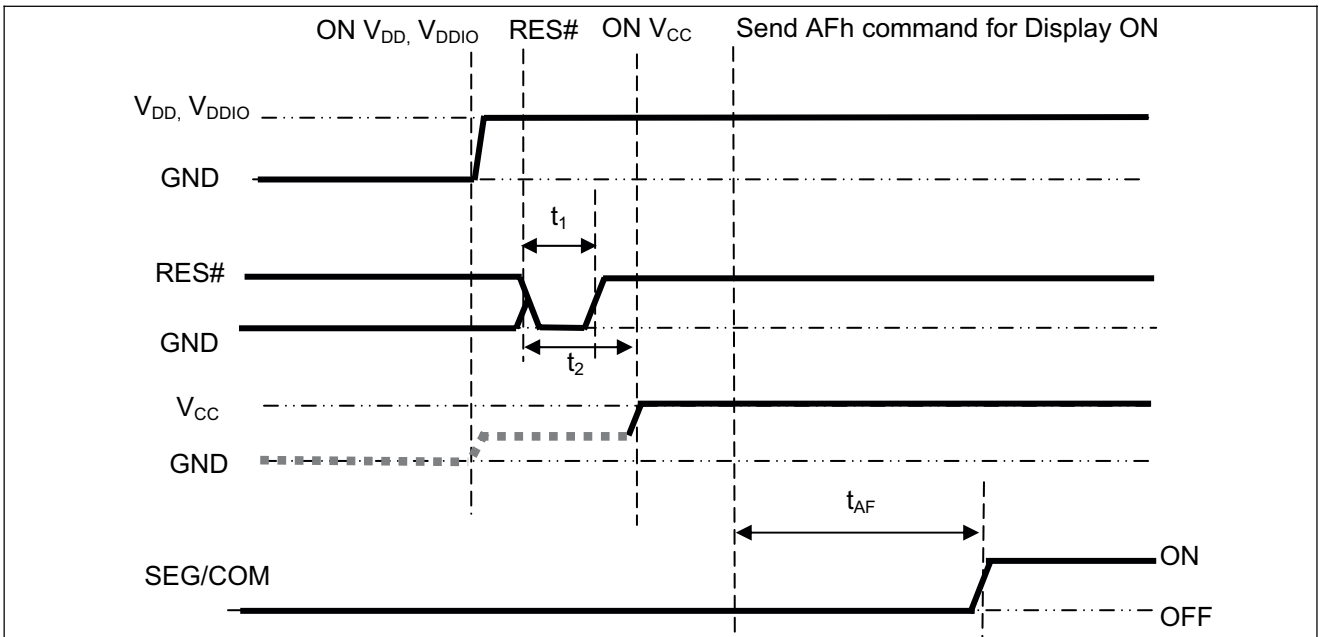 ON VDD, VDDIO RES# ON VCC Send AFh command for Display ON
VDD, VDDIO
GND
t1
RES#
GND
t2
VCC
GND
tAF
ON
SEG/COM
OFF